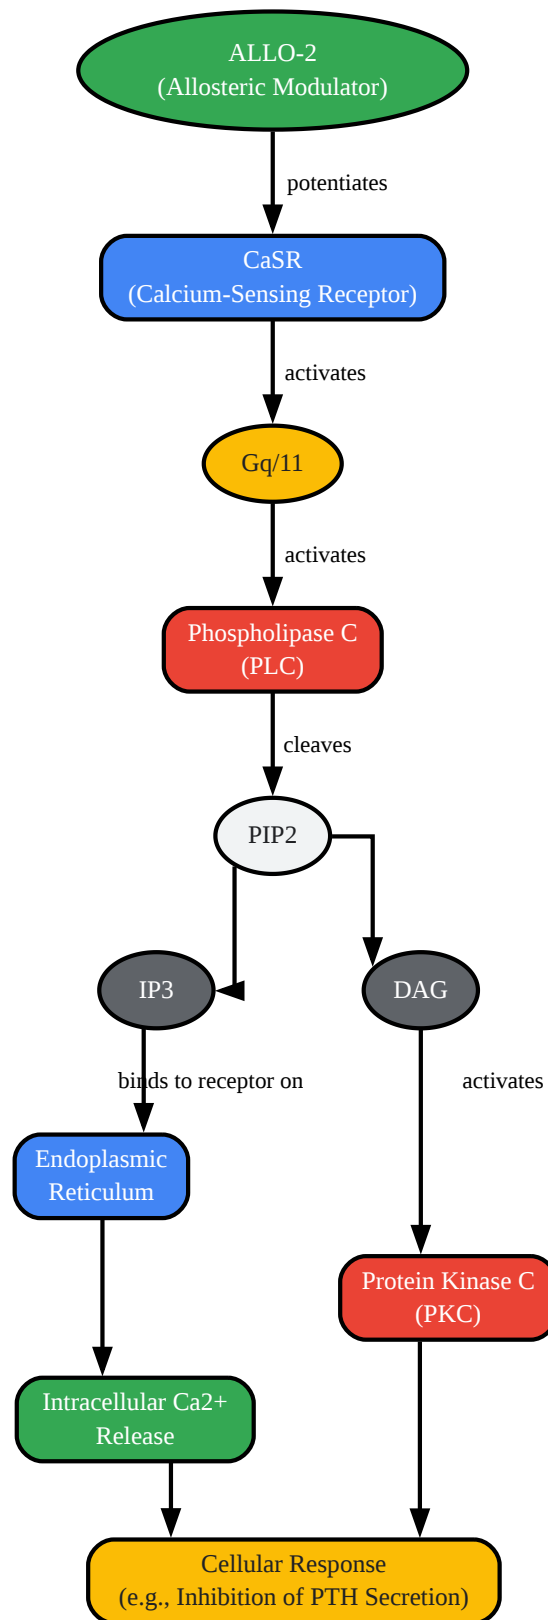 ALLO-2
(Allosteric Modulator)
potentiates
CaSR
(Calcium-Sensing Receptor)
activates
Gq/11
activates
Phospholipase C
(PLC)
cleaves
PIP2
IP3
DAG
binds to receptor on
activates
Endoplasmic
Reticulum
Protein Kinase C
(PKC)
Intracellular Ca2+
Release
Cellular Response
(e.g., Inhibition of PTH Secretion)